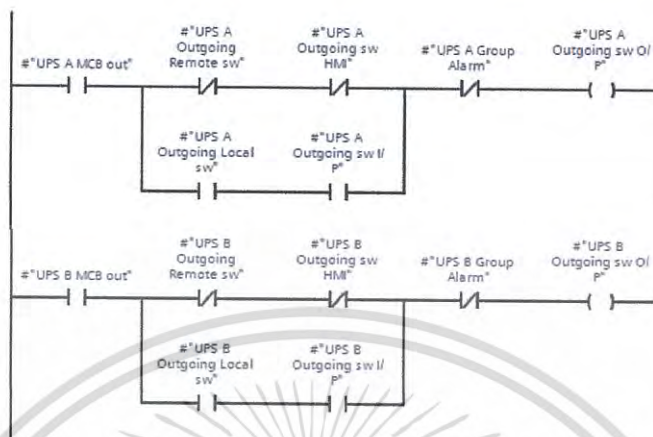 #"UPS A MCB out"
#"UPS A
Outgoing
Remote sw"
#"UPS A
Outgoing sw
HMI"
#"UPS A Group
Alarm"
#"UPS A
Outgoing sw O/
P"
#"UPS A
Outgoing Local
sw"
#"UPS A
Outgoing sw I/
P"
#"UPS B MCB out"
#"UPS B
Outgoing
Remote sw"
#"UPS B
Outgoing sw
HMI"
#"UPS B Group
Alarm"
#"UPS B
Outgoing sw O/
P"
#"UPS B
Outgoing Local
sw"
#"UPS B
Outgoing sw I/
P"